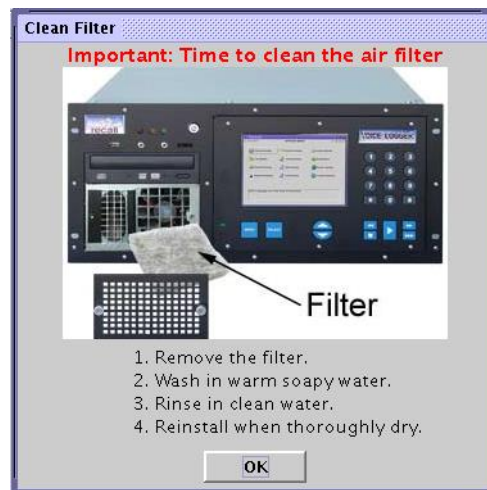 Clean Filter
Important: Time to clean the air filter
recall
VOICE LOGGER
Filter
1. Remove the filter.
2. Wash in warm soapy water.
3. Rinse in clean water.
4. Reinstall when thoroughly dry.
OK